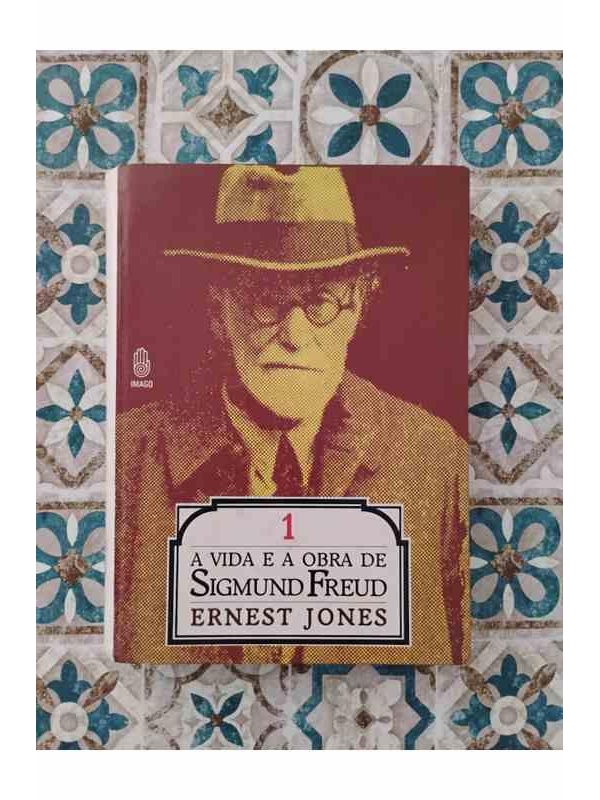 IMAGO
1
A VIDA E A OBRA DE
SIGMUND FREUD
ERNEST JONES